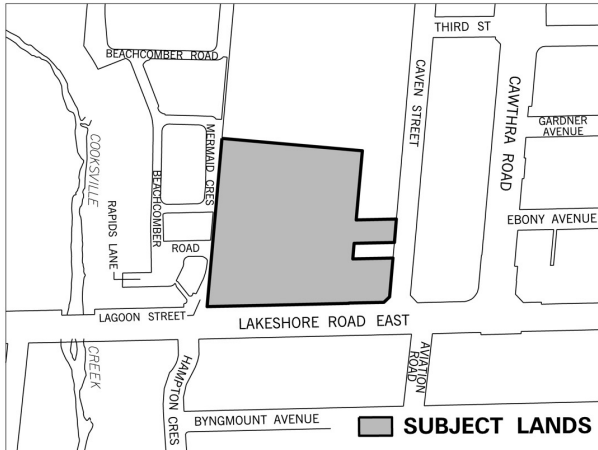 THIRD ST
BEACHCOMBER ROAD
CAVEN STREET
CAWTHRA ROAD
GARDNER
AVENUE
COOKSVILLE
MERMAID CRES
BEACHCOMBER
RAPIDS LANE
EBONY AVENUE
ROAD
LAGOON STREET
LAKESHORE ROAD EAST
CREEK
HAMPTON CRES
AVIATION
ROAD
BYNGMOUNT AVENUE
SUBJECT LANDS